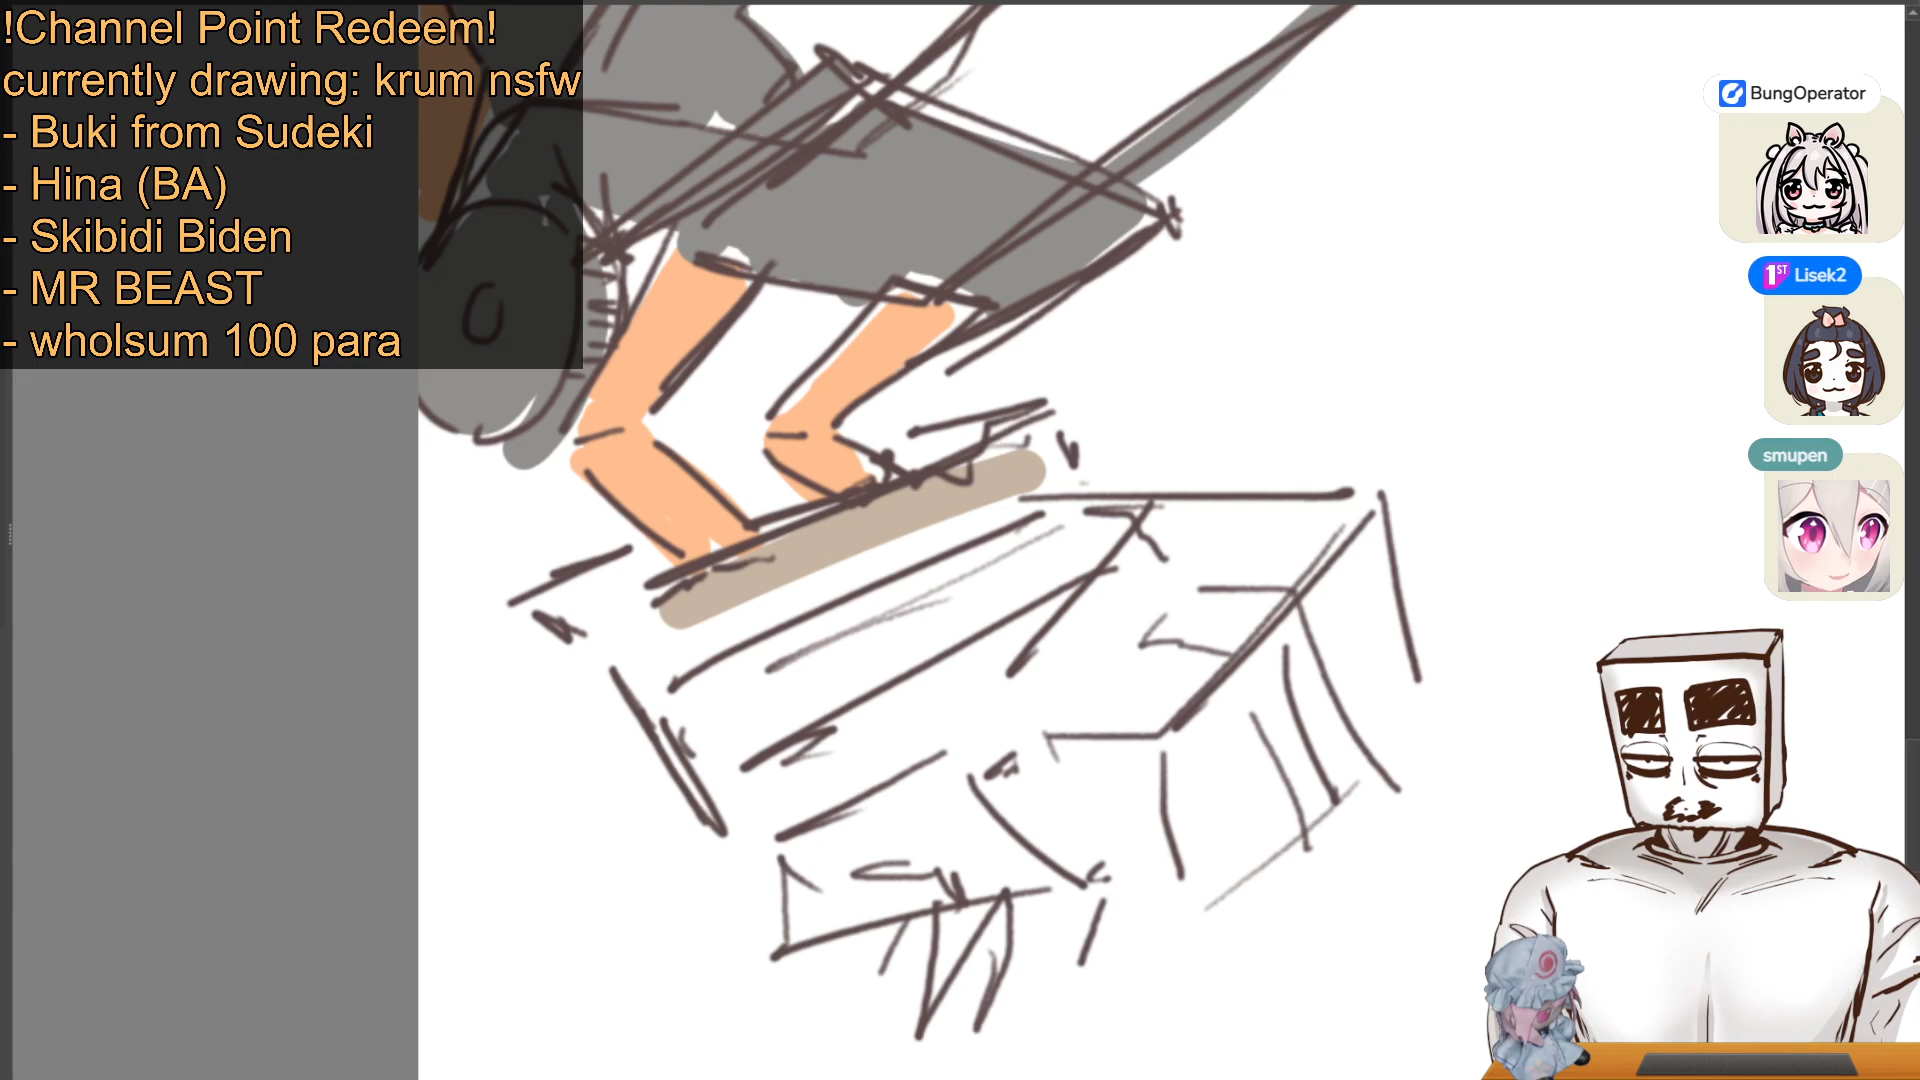 !Channel Point Redeem!
currently drawing: krum nsfw
- Buki from Sudeki
- Hina (BA)
- Skibidi Biden
- MR BEAST
- wholsum 100 para
BungOperator
1ST Lisek2
smupen